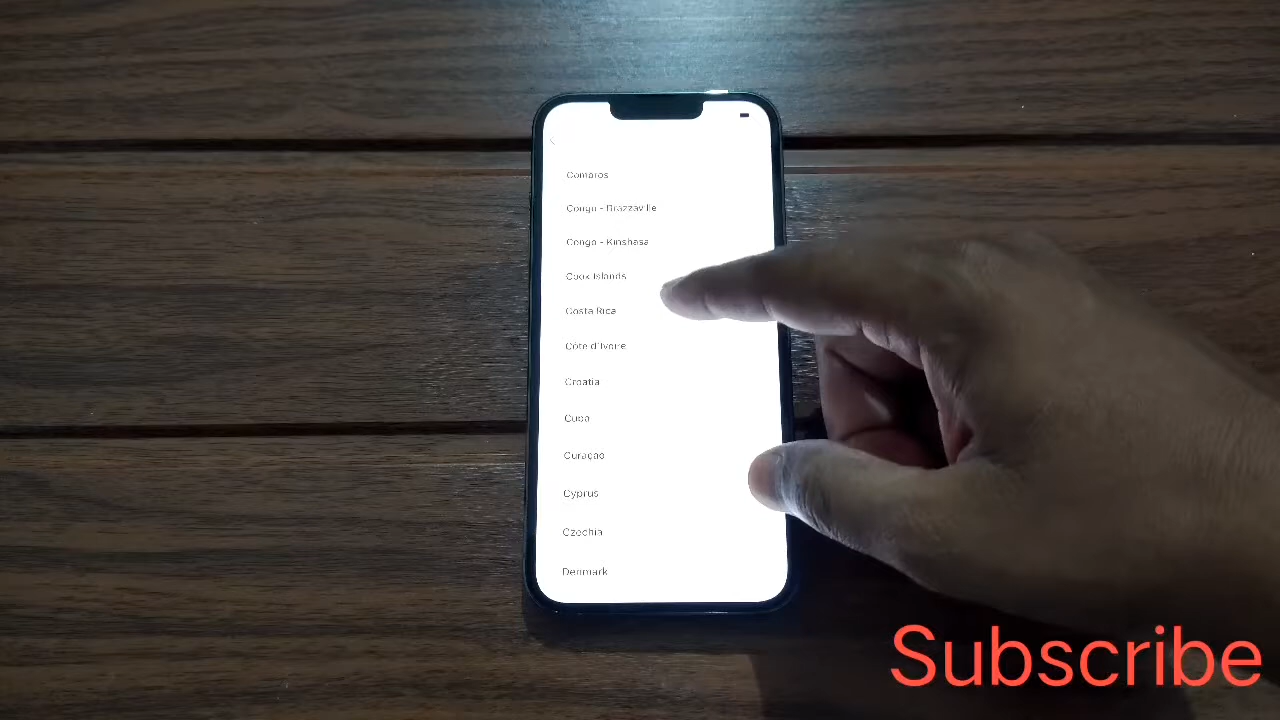 Comoros
Congo - Brazzaville
Congo - Kinshasa
Cook Islands
Costa Rica
Côte d'Ivoire
Croatia
Cuba
Curaçao
Cyprus
Czechia
Denmark
Subscribe